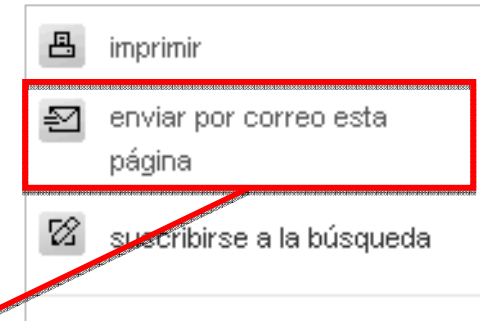 imprimir
enviar por correo esta
página
suscribirse a la búsqueda